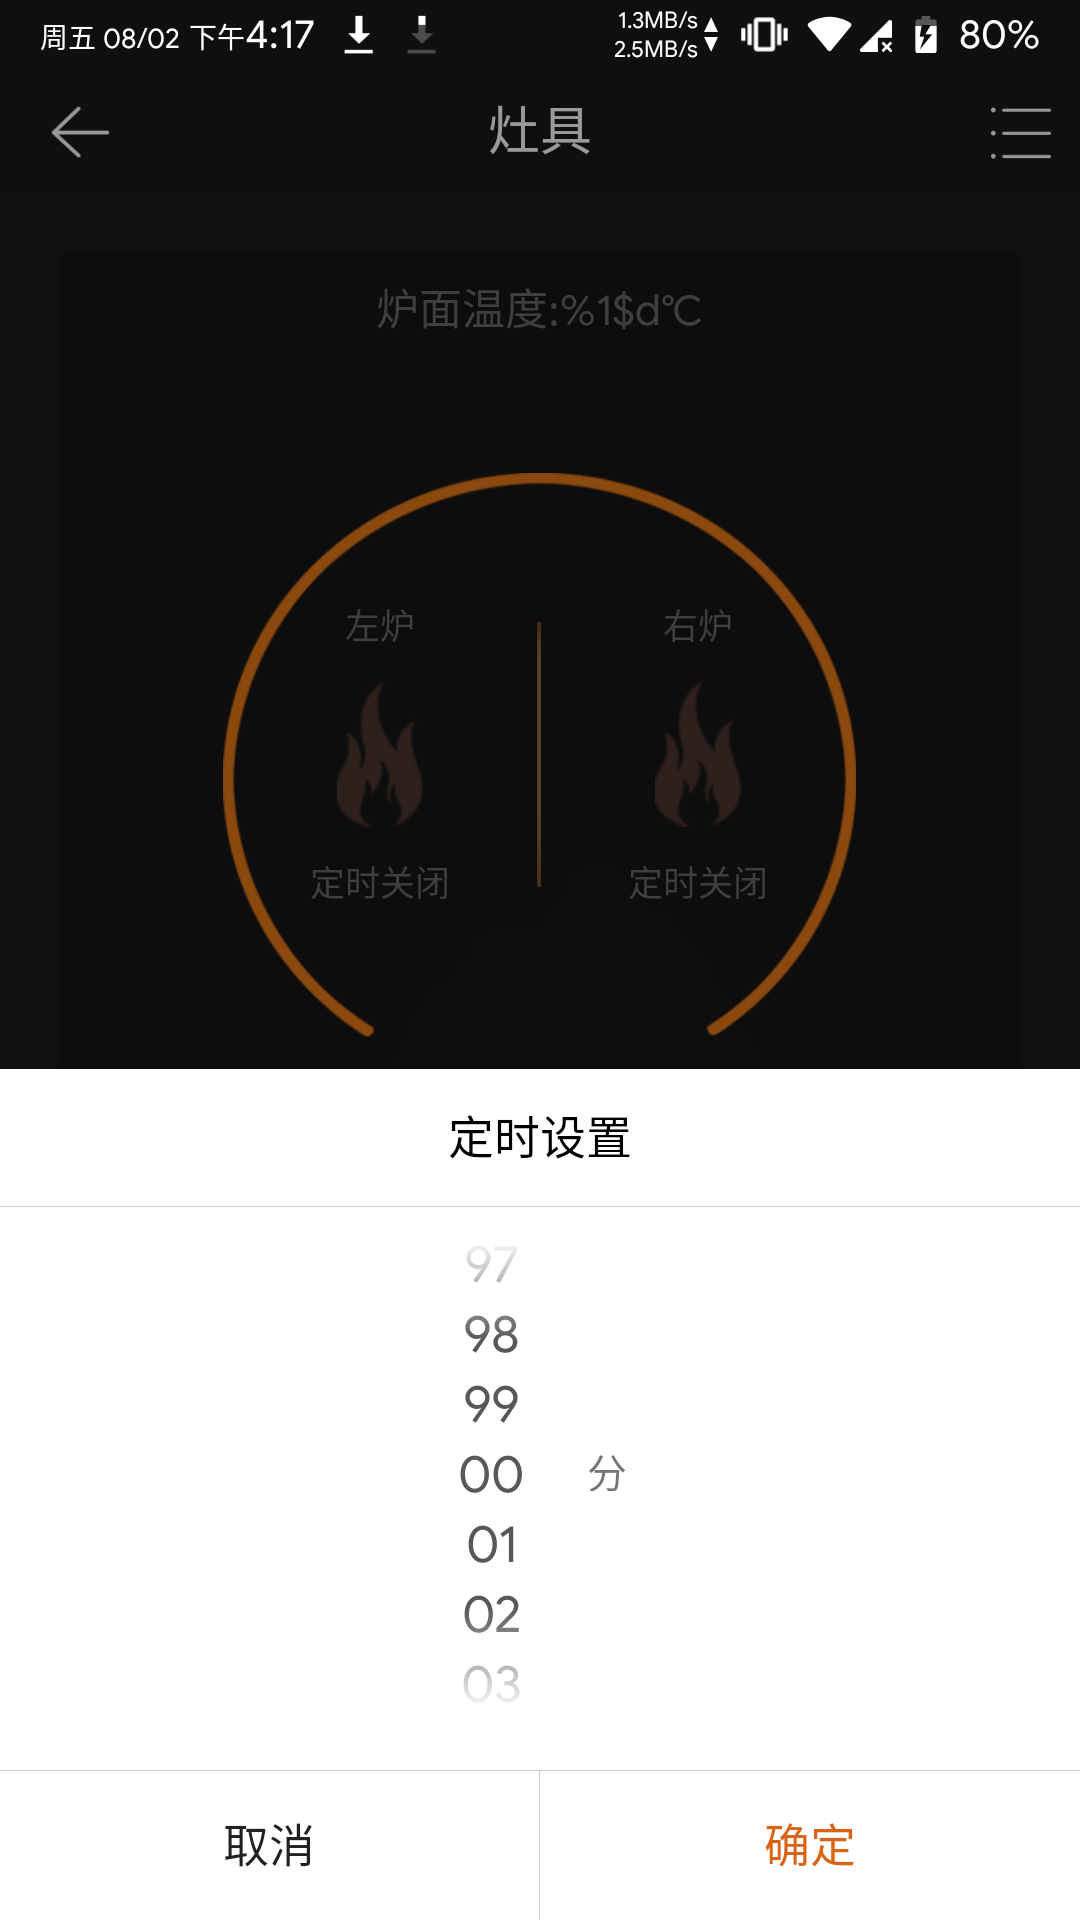 周五 08/02 下午4:17
1.3MB/s
2.5MB/s
80%
灶具
炉面温度:%1$d℃
左炉
右炉
定时关闭
定时关闭
定时设置
97
98
99
00 分
01
02
03
取消
确定